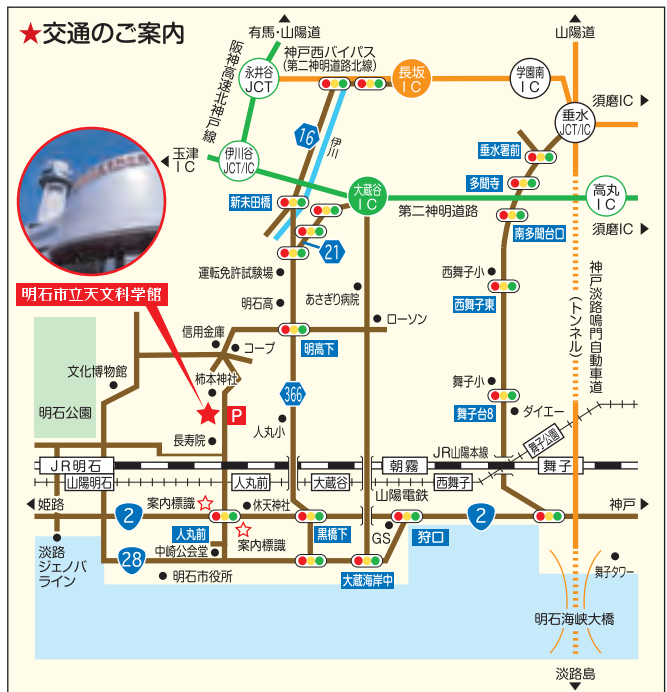 ★交通のご案内
有馬・山陽道
山陽道
神戸西バイパス
(第二神明道路北線)
阪神高速北神戸線
永井谷
JCT
長坂
IC
学園南
IC
須磨IC
垂水
JCT/IC
16
伊川
玉津
IC
伊川谷
JCT/IC
垂水署前
多聞寺
大蔵谷
IC
高丸
IC
新未田橋
第二神明道路
南多聞台口
須磨IC
21
明石市立天文科学館
運転免許試験場
西舞子小
あさぎり病院
明石高
西舞子東
神戸淡路鳴門自動車道
(トンネル)
ローソン
信用金庫
コープ
明高下
文化博物館
柿本神社
366
舞子小
明石公園
P
人丸小
舞子台8
ダイエー
長寿院
舞子公園
JR山陽本線
JR明石
朝霧
舞子
山陽明石
人丸前
大蔵谷
西舞子
山陽電鉄
姫路
案内標識
休天神社
神戸
2
2
人丸前
案内標識
黒橋下
GS
狩口
淡路
ジェノバ
ライン
28
中崎公会堂
明石市役所
大蔵海岸中
舞子タワー
明石海峡大橋
淡路島